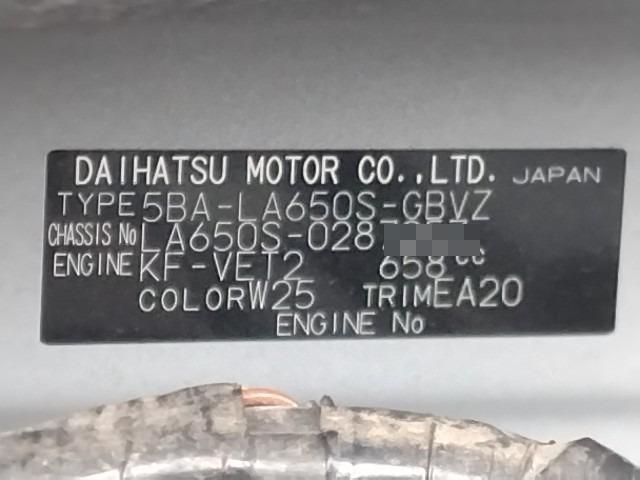 DAIHATSU MOTOR CO.,LTD. JAPAN
TYPE 5BA-LA650S-GBVZ
CHASSIS No LA650S-028
ENGINE KF-VET2 658 cc
COLOR W25 TRIM EA20
ENGINE No